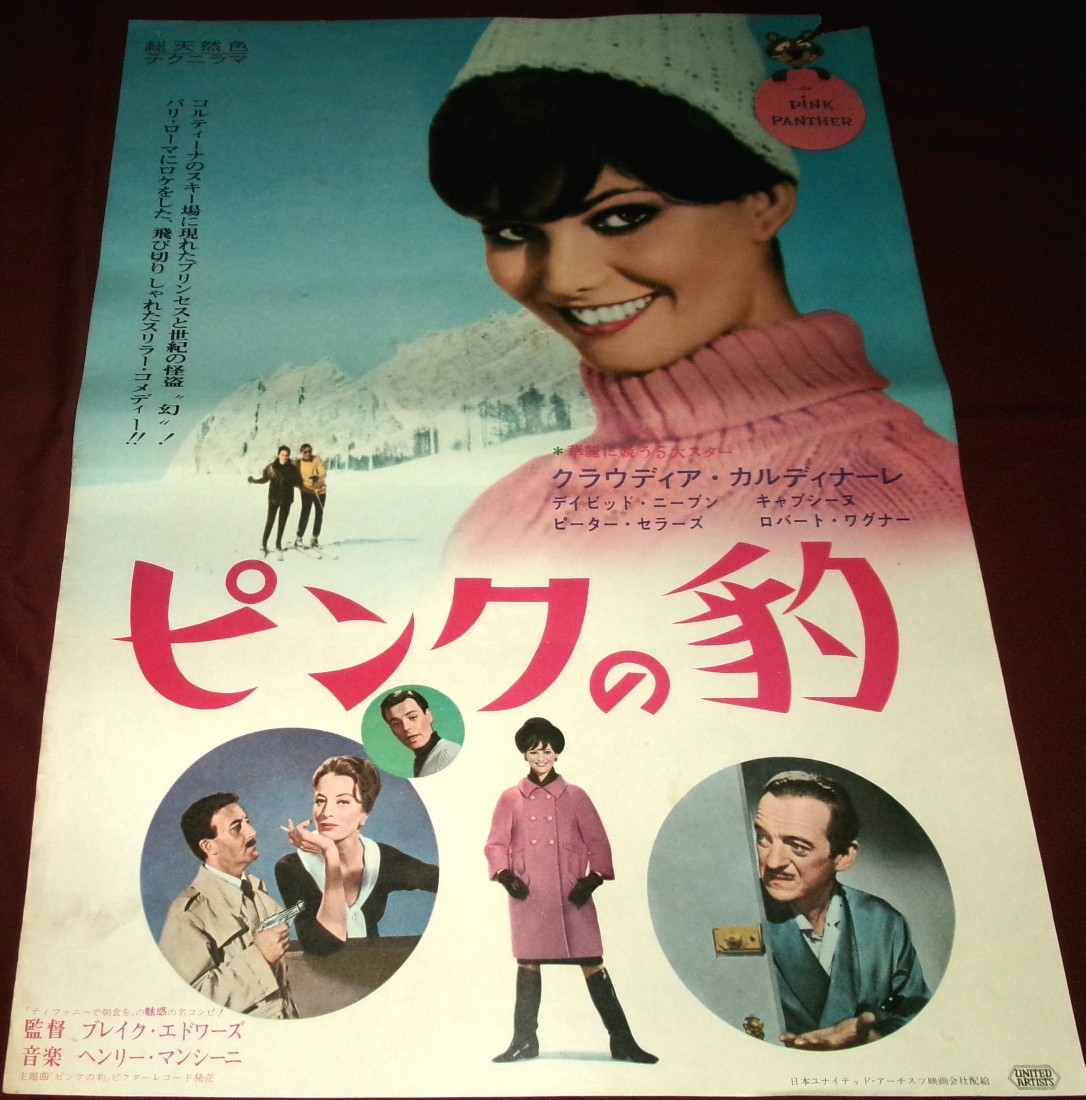 総天然色
テクニラマ
the
PINK
PANTHER
コルティーナのスキー場に現れたプリンセスと世紀の怪盗〝幻〟!
パリ・ローマにロケをした、飛び切りしゃれたスリラー・コメディー!!
*華麗に競う5大スター
クラウディア・カルディナーレ
デイビッド・ニーブン キャプシーヌ
ピーター・セラーズ ロバート・ワグナー
ピンクの豹
「ティファニーで朝食を」の魅惑の名コンビ!
監督 ブレイク・エドワーズ
音楽 ヘンリー・マンシーニ
主題曲「ピンクの豹」ビクターレコード発売
日本ユナイテッド・アーチスツ映画会社配給
UNITED
ARTISTS